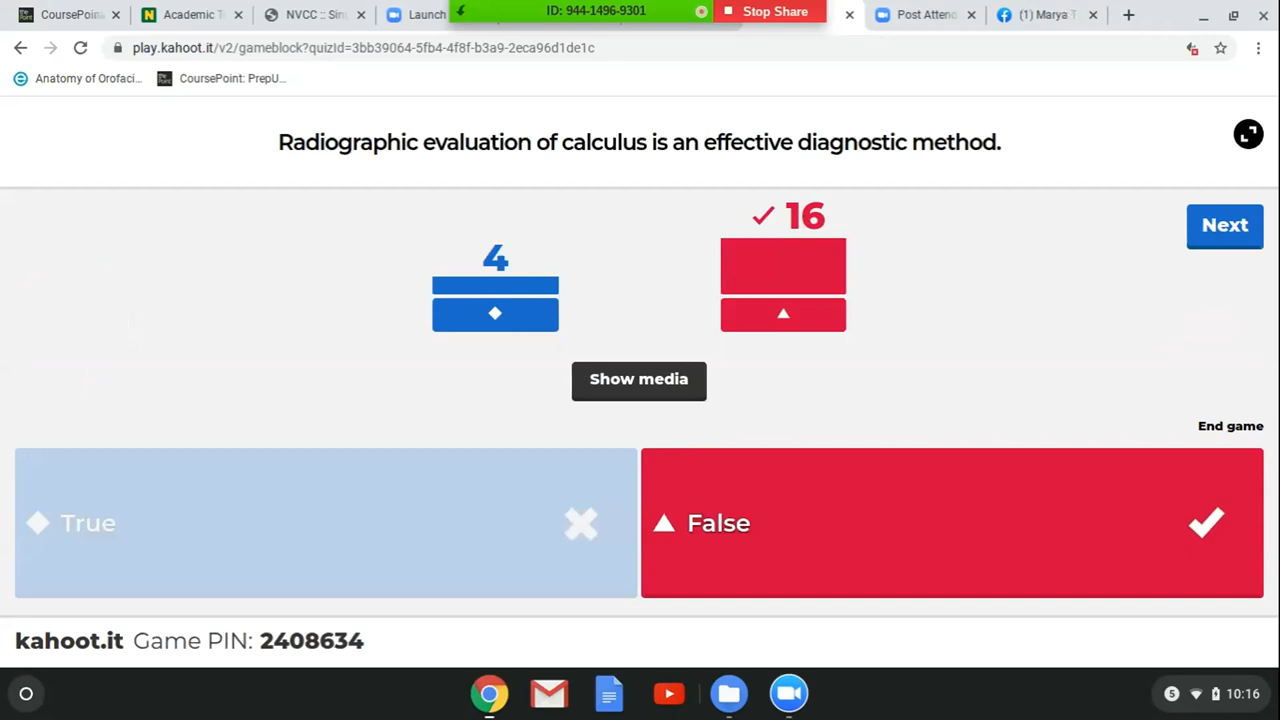 CoursePoin
Academic T
NVCC :: Sin
Launch
ID: 944-1496-9301
Stop Share
Post Attend
(1) Marya T
play.kahoot.it/v2/gameblock?quizId=3bb39064-5fb4-4f8f-b3a9-2eca96d1de1c
Anatomy of Orofaci...
CoursePoint: PrepU...
Radiographic evaluation of calculus is an effective diagnostic method.
4
16
Next
Show media
End game
True
False
kahoot.it Game PIN: 2408634
5
10:16